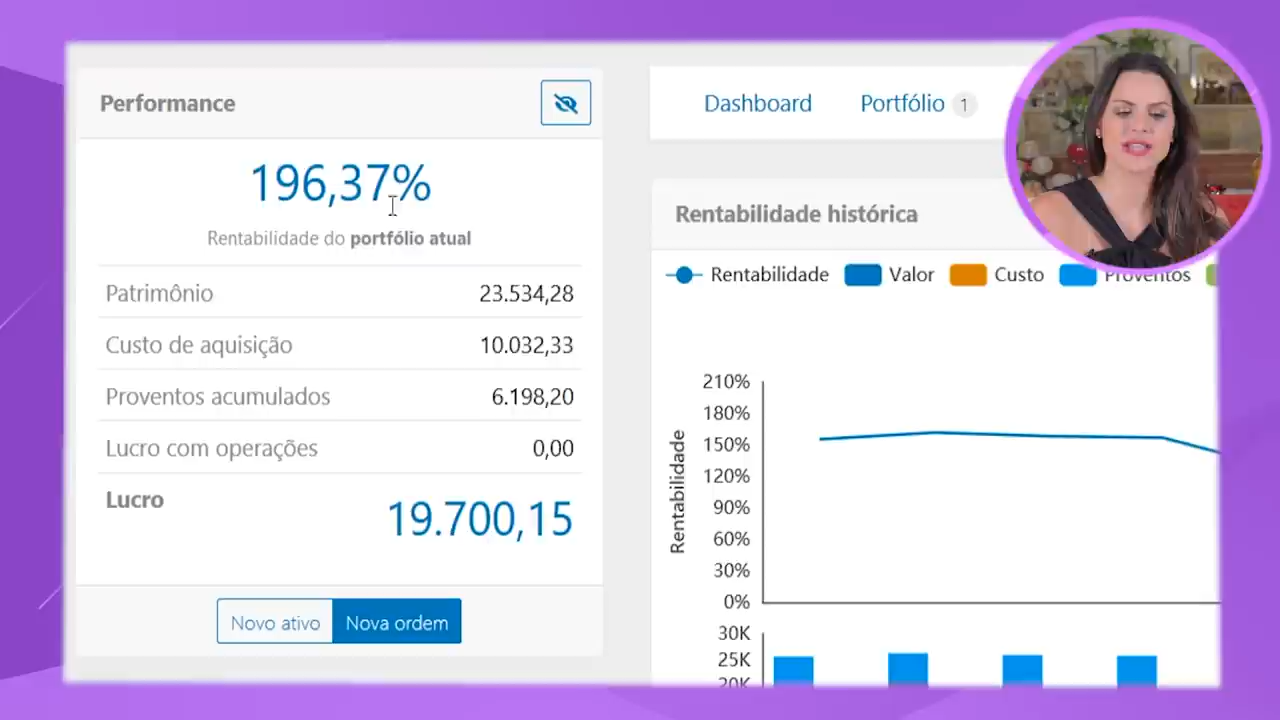 Performance
196,37%
Rentabilidade do portfólio atual
Patrimônio 23.534,28
Custo de aquisição 10.032,33
Proventos acumulados 6.198,20
Lucro com operações 0,00
Lucro 19.700,15
Novo ativo Nova ordem
Dashboard Portfólio 1
Rentabilidade histórica
Rentabilidade Valor Custo Proventos
Rentabilidade
210%
180%
150%
120%
90%
60%
30%
0%
30K
25K
20K